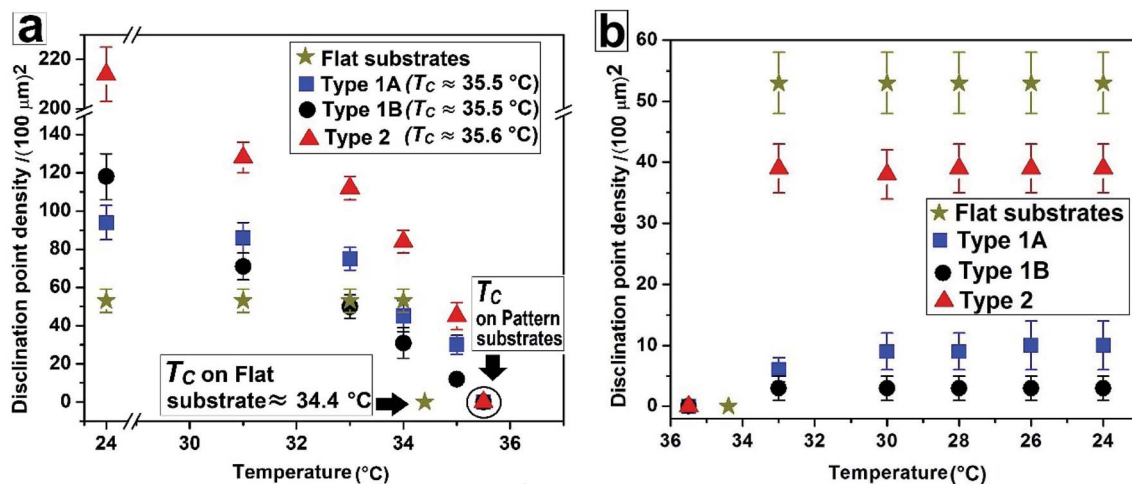 a
Disclination point density /(100 μm)2
220
210
200
140
120
100
80
60
40
20
0
Flat substrates
Type 1A (TC ≈ 35.5 °C)
Type 1B (TC ≈ 35.5 °C)
Type 2 (TC ≈ 35.6 °C)
TC
on Pattern
substrates
TC on Flat
substrate≈ 34.4 °C
24 30 32 34 36
Temperature (°C)
b
Disclination point density /(100 μm)2
60
50
40
30
20
10
0
Flat substrates
Type 1A
Type 1B
Type 2
36 34 32 30 28 26 24
Temperature (°C)